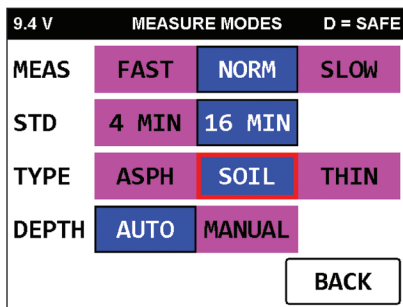 9.4 V MEASURE MODES D = SAFE
MEAS FAST NORM SLOW
STD 4 MIN 16 MIN
TYPE ASPH SOIL THIN
DEPTH AUTO MANUAL
BACK